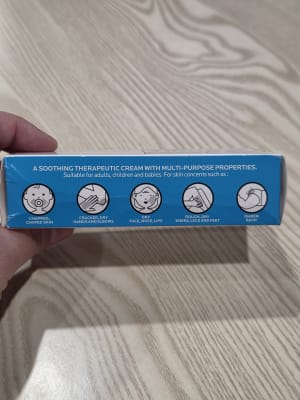 A SOOTHING THERAPEUTIC CREAM WITH MULTI-PURPOSE PROPERTIES.
Suitable for adults, children and babies. For skin concerns such as :
CHAPPED,
CHAFED SKIN
CRACKED, DRY
HANDS AND ELBOWS
DRY
FACE, NOSE, LIPS
ROUGH, DRY
KNEES, LEGS AND FEET
DIAPER
RASH